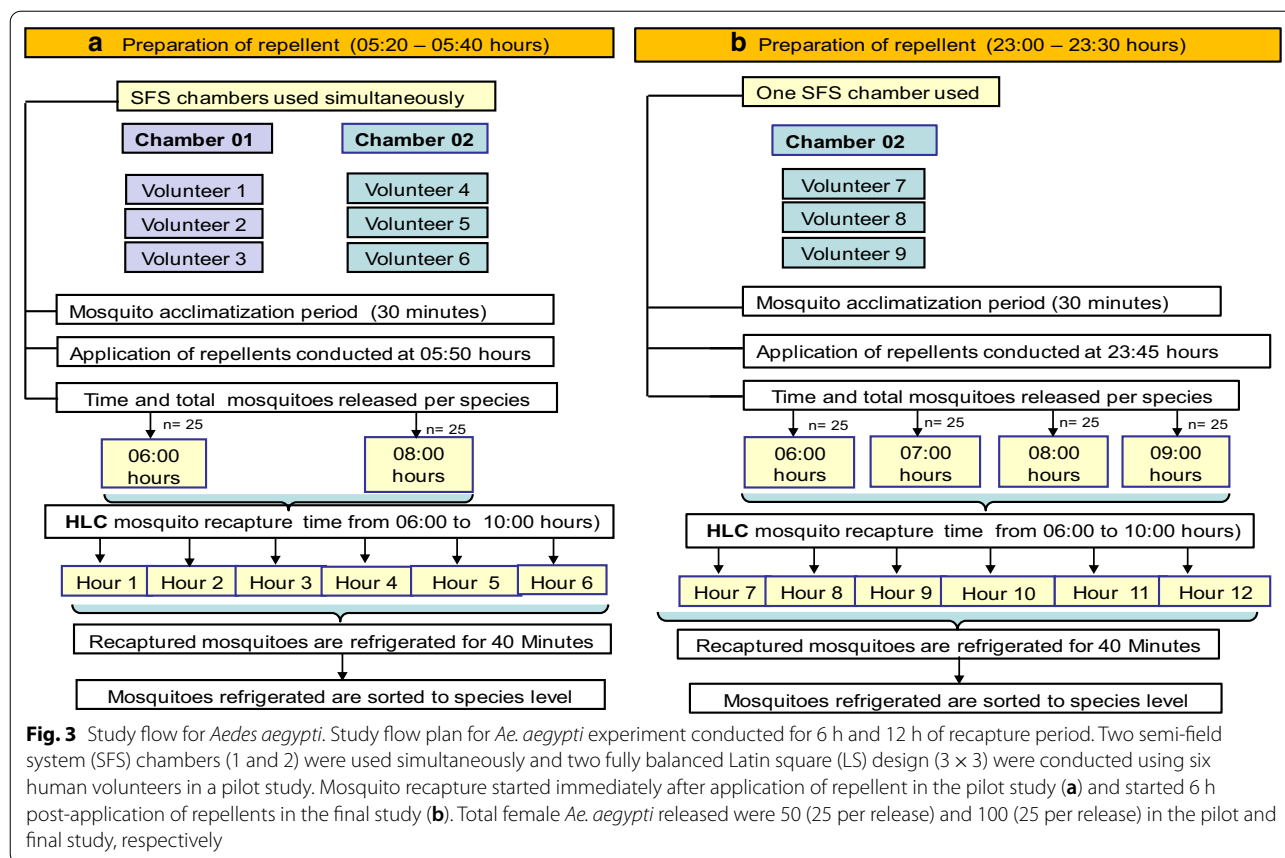 a Preparation of repellent (05:20 – 05:40 hours)
SFS chambers used simultaneously
Chamber 01
Chamber 02
Volunteer 1
Volunteer 4
Volunteer 2
Volunteer 5
Volunteer 3
Volunteer 6
Mosquito acclimatization period (30 minutes)
Application of repellents conducted at 05:50 hours
Time and total mosquitoes released per species
n= 25
n= 25
06:00
hours
08:00
hours
HLC mosquito recapture time from 06:00 to 10:00 hours)
Hour 1
Hour 2
Hour 3
Hour 4
Hour 5
Hour 6
Recaptured mosquitoes are refrigerated for 40 Minutes
Mosquitoes refrigerated are sorted to species level
b Preparation of repellent (23:00 – 23:30 hours)
One SFS chamber used
Chamber 02
Volunteer 7
Volunteer 8
Volunteer 9
Mosquito acclimatization period (30 minutes)
Application of repellents conducted at 23:45 hours
Time and total mosquitoes released per species
n= 25
n= 25
n= 25
n= 25
06:00
hours
07:00
hours
08:00
hours
09:00
hours
HLC mosquito recapture time from 06:00 to 10:00 hours)
Hour 7
Hour 8
Hour 9
Hour 10
Hour 11
Hour 12
Recaptured mosquitoes are refrigerated for 40 Minutes
Mosquitoes refrigerated are sorted to species level
Fig. 3 Study flow for Aedes aegypti. Study flow plan for Ae. aegypti experiment conducted for 6 h and 12 h of recapture period. Two semi-field
system (SFS) chambers (1 and 2) were used simultaneously and two fully balanced Latin square (LS) design (3 × 3) were conducted using six
human volunteers in a pilot study. Mosquito recapture started immediately after application of repellent in the pilot study (a) and started 6 h
post-application of repellents in the final study (b). Total female Ae. aegypti released were 50 (25 per release) and 100 (25 per release) in the pilot and
final study, respectively